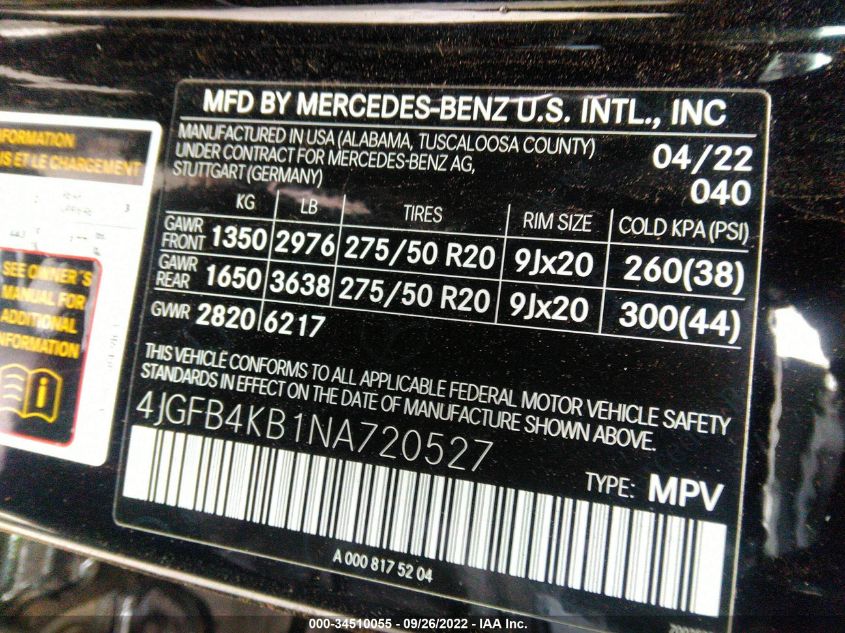 MFD BY MERCEDES-BENZ U.S. INTL., INC
MANUFACTURED IN USA (ALABAMA, TUSCALOOSA COUNTY)
UNDER CONTRACT FOR MERCEDES-BENZ AG,
STUTTGART (GERMANY)
04/22
040
KG LB TIRES RIM SIZE COLD KPA (PSI)
GAWR FRONT 1350 2976 275/50 R20 9Jx20 260(38)
GAWR REAR 1650 3638 275/50 R20 9Jx20 300(44)
GVWR 2820 6217
THIS VEHICLE CONFORMS TO ALL APPLICABLE FEDERAL MOTOR VEHICLE SAFETY
STANDARDS IN EFFECT ON THE DATE OF MANUFACTURE SHOWN ABOVE.
4JGFB4KB1NA720527
TYPE: MPV
A 000 817 52 04
ET LE CHARGEMENT
SEE OWNER'S
MANUAL FOR
ADDITIONAL
INFORMATION
000-34510055 - 09/26/2022 - IAA Inc.